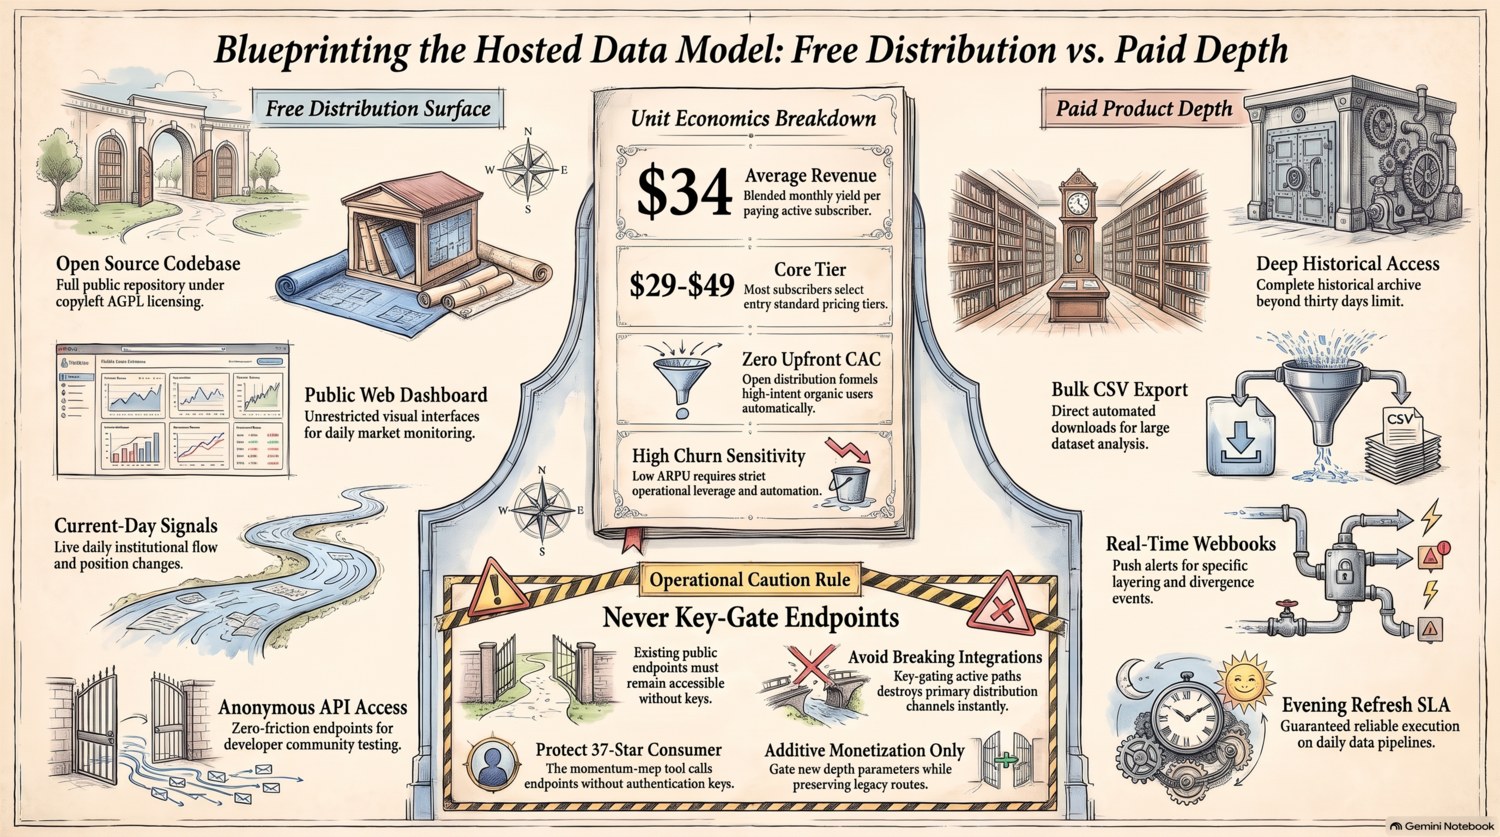 Blueprinting the Hosted Data Model: Free Distribution vs. Paid Depth
Free Distribution Surface
N
W
E
S
Open Source Codebase
Full public repository under
copyleft AGPL licensing.
Public Web Dashboard
Unrestricted visual interfaces
for daily market monitoring.
Current-Day Signals
Live daily institutional flow
and position changes.
Anonymous API Access
Zero-friction endpoints for
developer community testing.
Unit Economics Breakdown
$34
Average Revenue
Blended monthly yield per
paying active subscriber.
$29-$49
Core Tier
Most subscribers select
entry standard pricing tiers.
Zero Upfront CAC
Open distribution fomnels
high-intent organic users
automatically.
High Churn Sensitivity
Low ARPU requires striet
operational leverage and automation.
N
W
E
S
Operational Caution Rule
Never Key-Gate Endpoints
Existing public
endpoints must
remain accessible
without keys.
Avoid Breaking Integrations
Key-gating active paths
destroys primary distribution
channels instantly.
Protect 37-Star Consumer
The momentum-mep tool calls
endpoints without authentication keys.
Additive Monetization Only
Gate new depth parameters while
preserving legacy routes.
Paid Product Depth
Deep Historical Access
Complete historical archive
beyond thirty days limit.
Bulk CSV Export
Direct automated
downloads for large
dataset analysis.
CSV
Real-Time Webbooks
Push alerts for specific
layering and divergence
events.
Evening Refresh SLA
Guaranteed reliable execution
on daily data pipelines.
Gemini Notebook